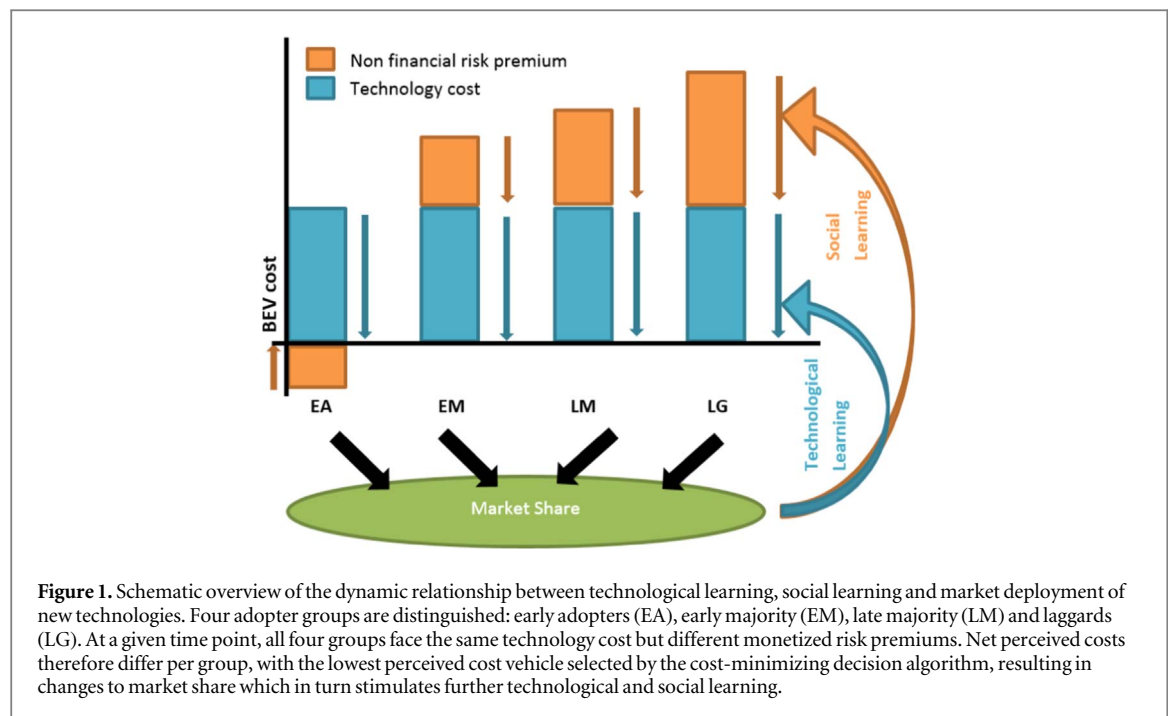 Non financial risk premium
Technology cost
BEV cost
Social
Learning
Technological
Learning
EA EM LM LG
Market Share
Figure 1. Schematic overview of the dynamic relationship between technological learning, social learning and market deployment of
new technologies. Four adopter groups are distinguished: early adopters (EA), early majority (EM), late majority (LM) and laggards
(LG). At a given time point, all four groups face the same technology cost but different monetized risk premiums. Net perceived costs
therefore differ per group, with the lowest perceived cost vehicle selected by the cost-minimizing decision algorithm, resulting in
changes to market share which in turn stimulates further technological and social learning.